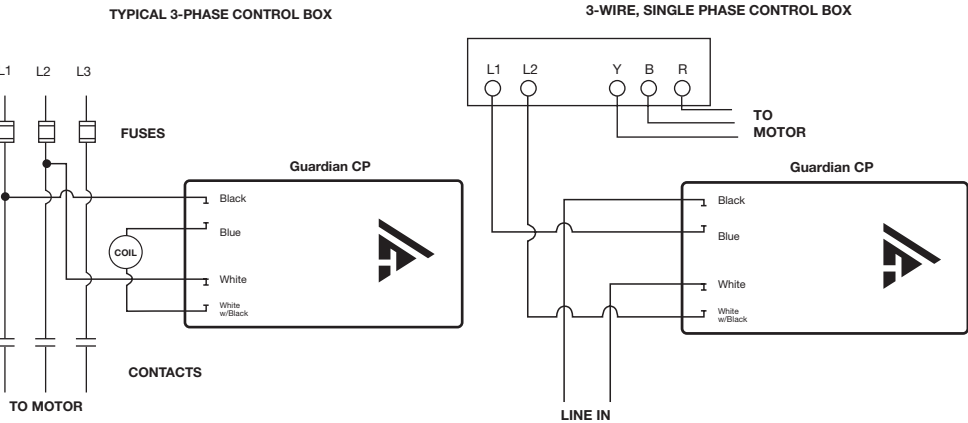 TYPICAL 3-PHASE CONTROL BOX
L1 L2 L3
FUSES
Guardian CP
Black
Blue
COIL
White
White
w/Black
CONTACTS
TO MOTOR
3-WIRE, SINGLE PHASE CONTROL BOX
L1 L2 Y B R
TO
MOTOR
Guardian CP
Black
Blue
White
White
w/Black
LINE IN